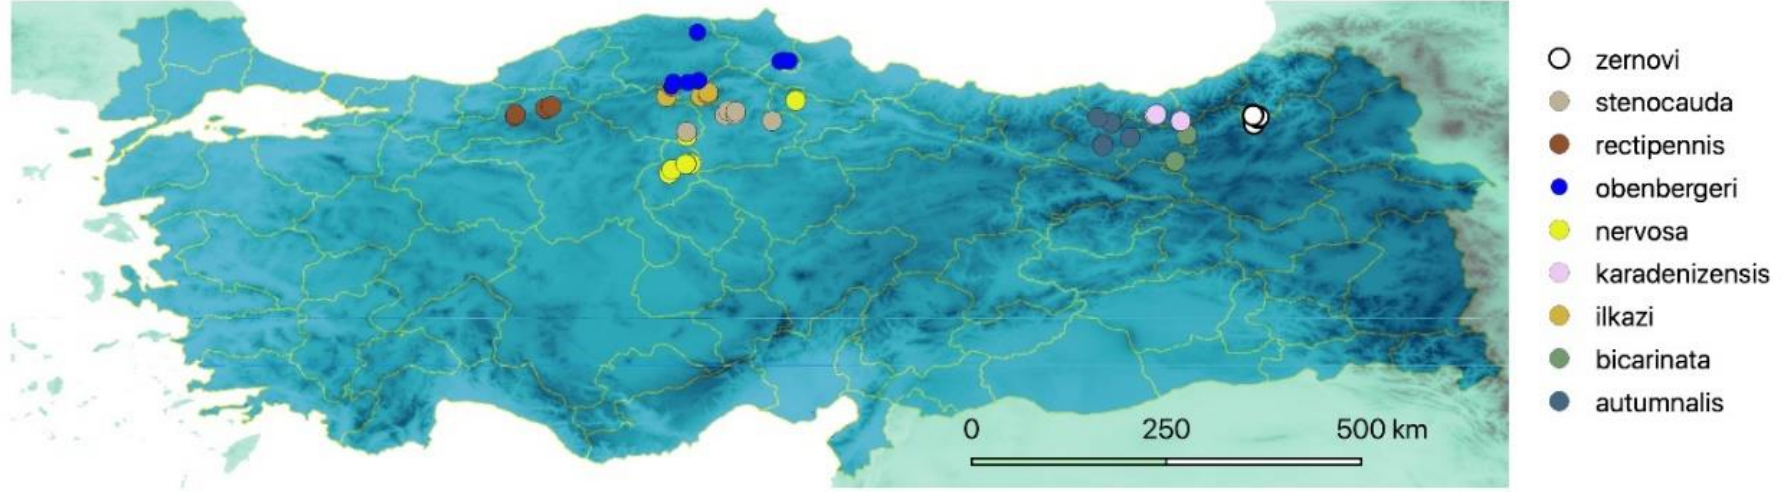 zernovi
stenocauda
rectipennis
obenbergeri
nervosa
karadenizensis
ilkazi
bicarinata
autumnalis
0 250 500 km